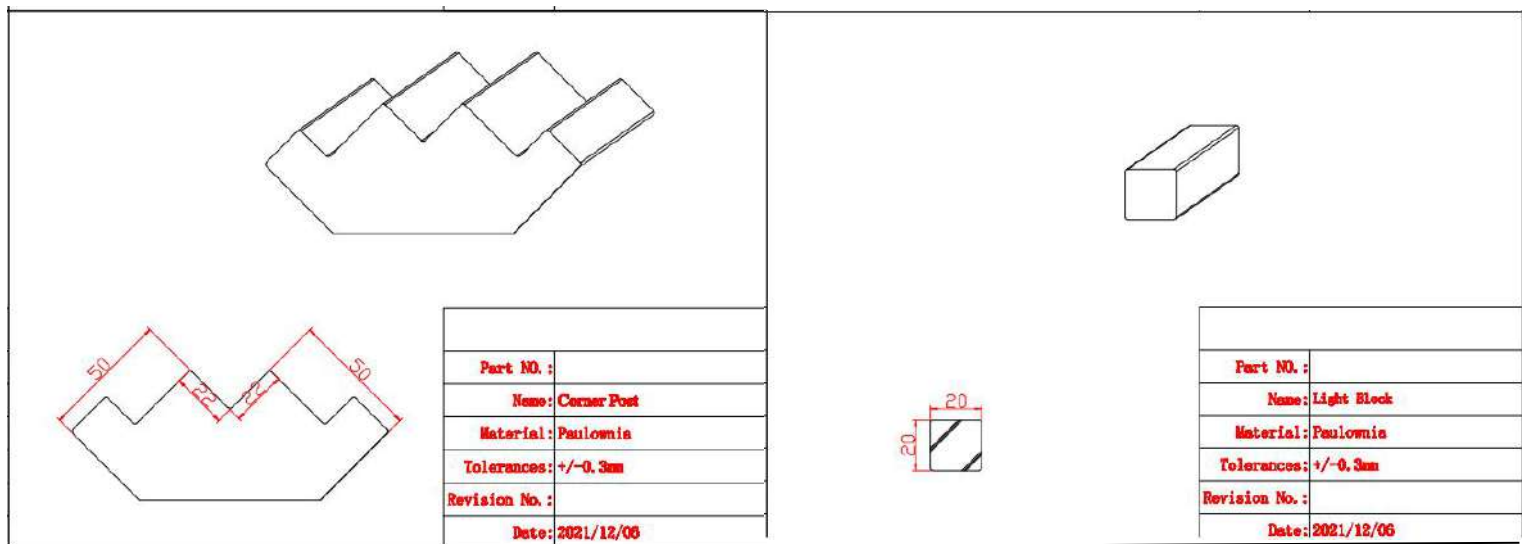 50
22
22
50
Part NO.:
Name: Corner Post
Material: Paulownia
Tolerances: +/-0.3mm
Revision No.:
Date: 2021/12/06
20
20
Part NO.:
Name: Light Block
Material: Paulownia
Tolerances: +/-0.3mm
Revision No.:
Date: 2021/12/06